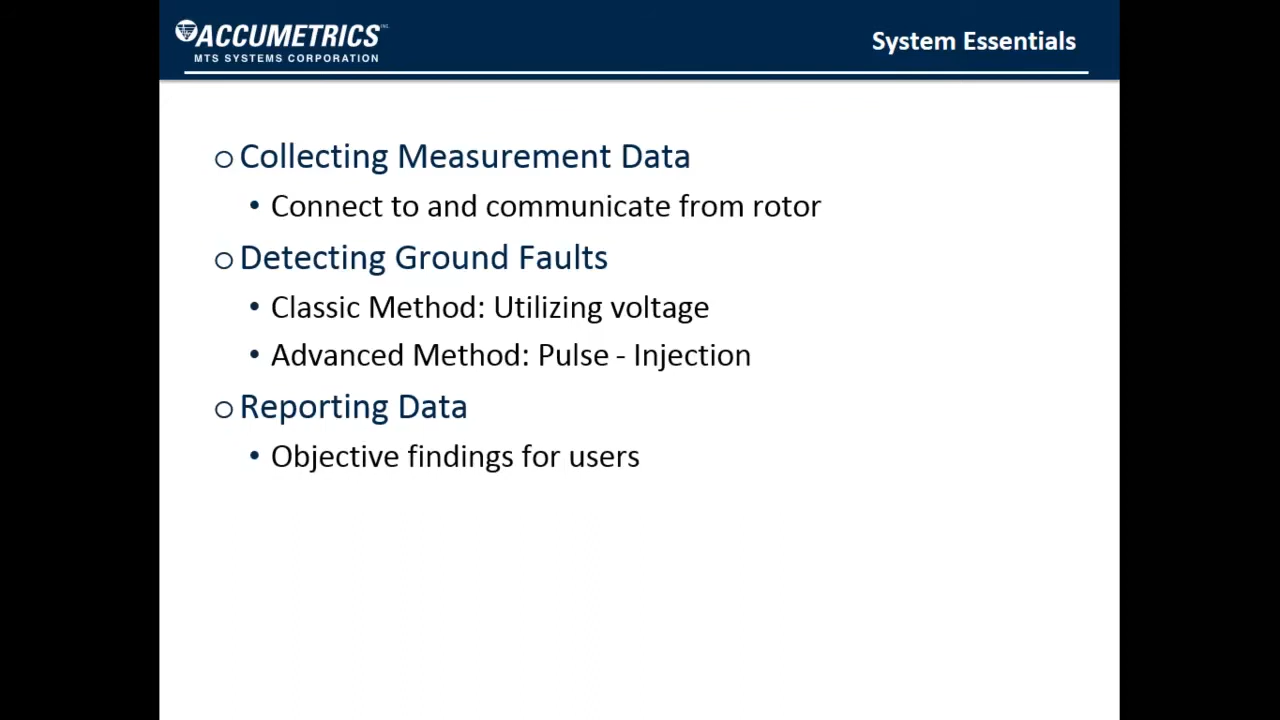 ACCUMETRICS INC.
MTS SYSTEMS CORPORATION
System Essentials
Collecting Measurement Data
• Connect to and communicate from rotor
Detecting Ground Faults
• Classic Method: Utilizing voltage
• Advanced Method: Pulse - Injection
Reporting Data
• Objective findings for users